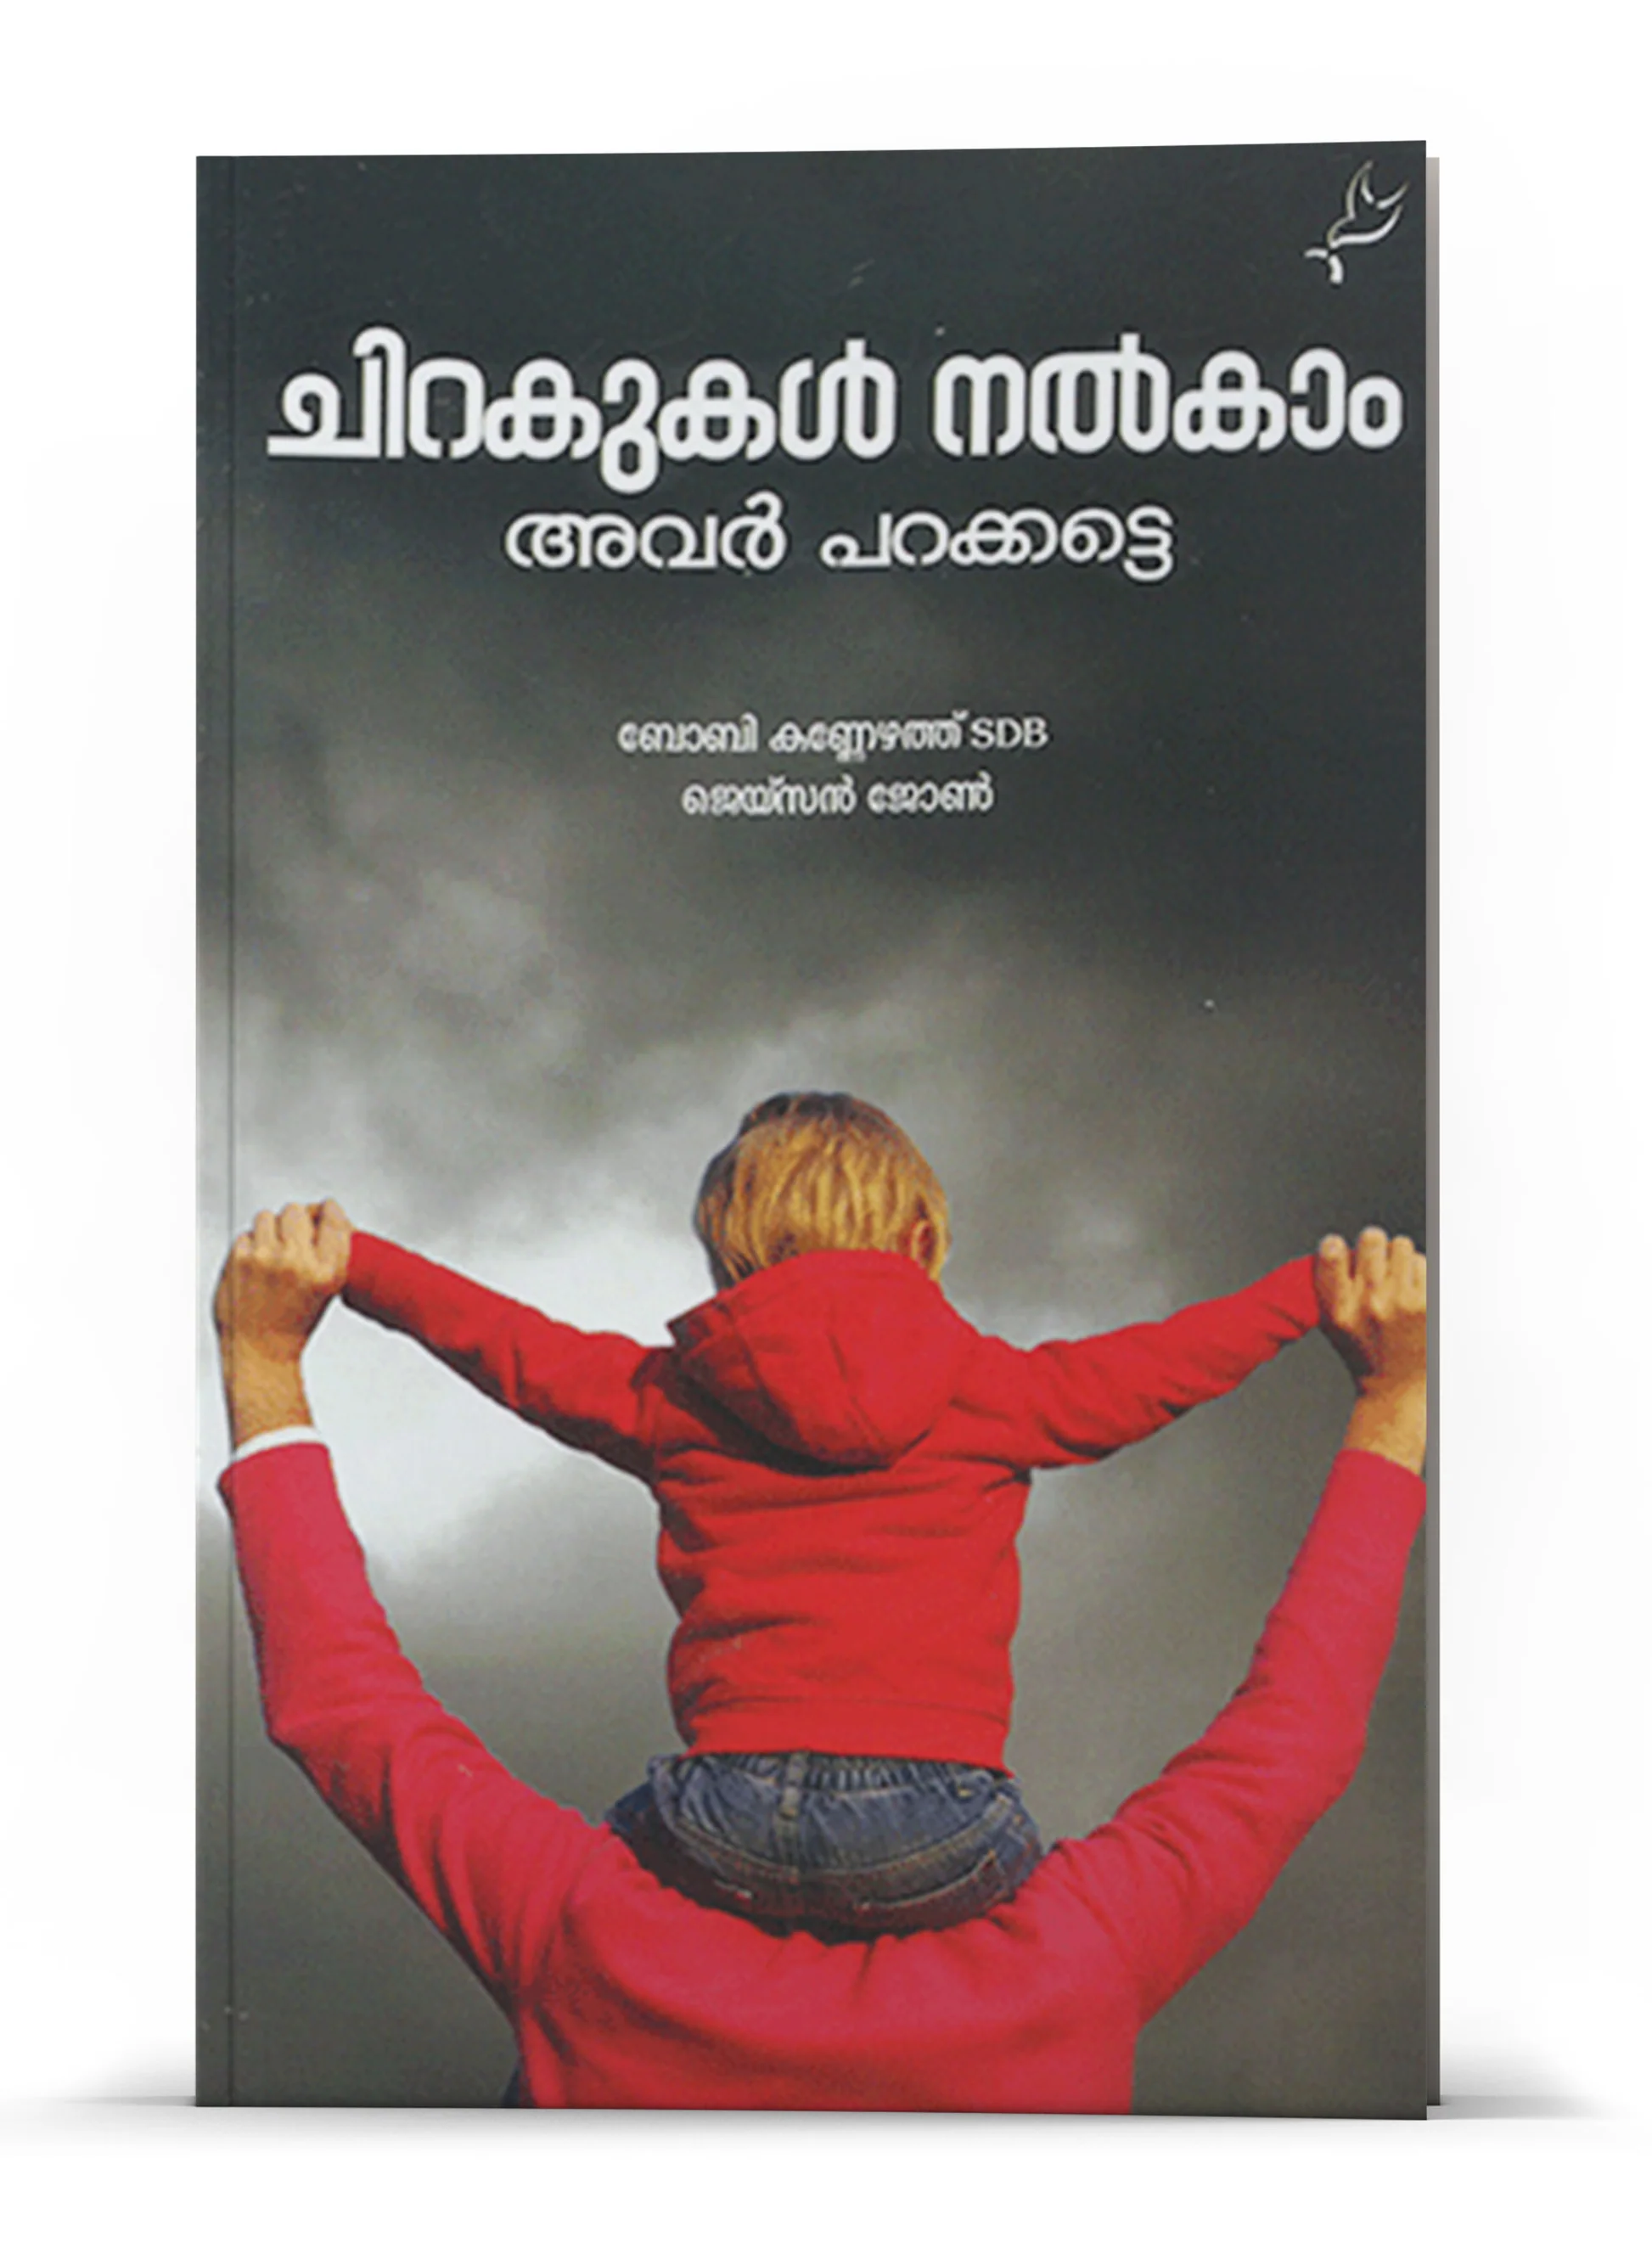 ചിറകുകൾ നൽകാം
അവർ പറക്കട്ടെ
ബോബി കണ്ണേഴത്ത് SDB
ജെയ്സൻ ജോൺ